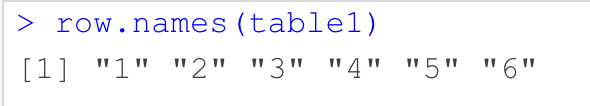 > row.names(table1)
[1] "1" "2" "3" "4" "5" "6"